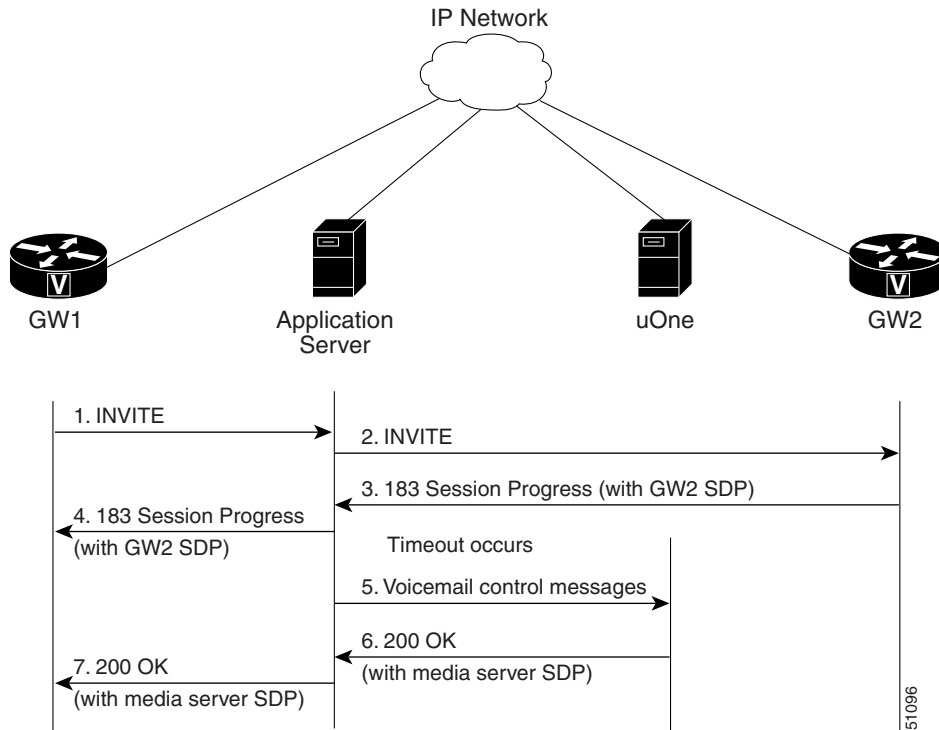 IP Network
V
V
GW1
Application
Server
uOne
GW2
1. INVITE
2. INVITE
3. 183 Session Progress (with GW2 SDP)
4. 183 Session Progress
(with GW2 SDP)
Timeout occurs
5. Voicemail control messages
6. 200 OK
(with media server SDP)
7. 200 OK
(with media server SDP)
51096